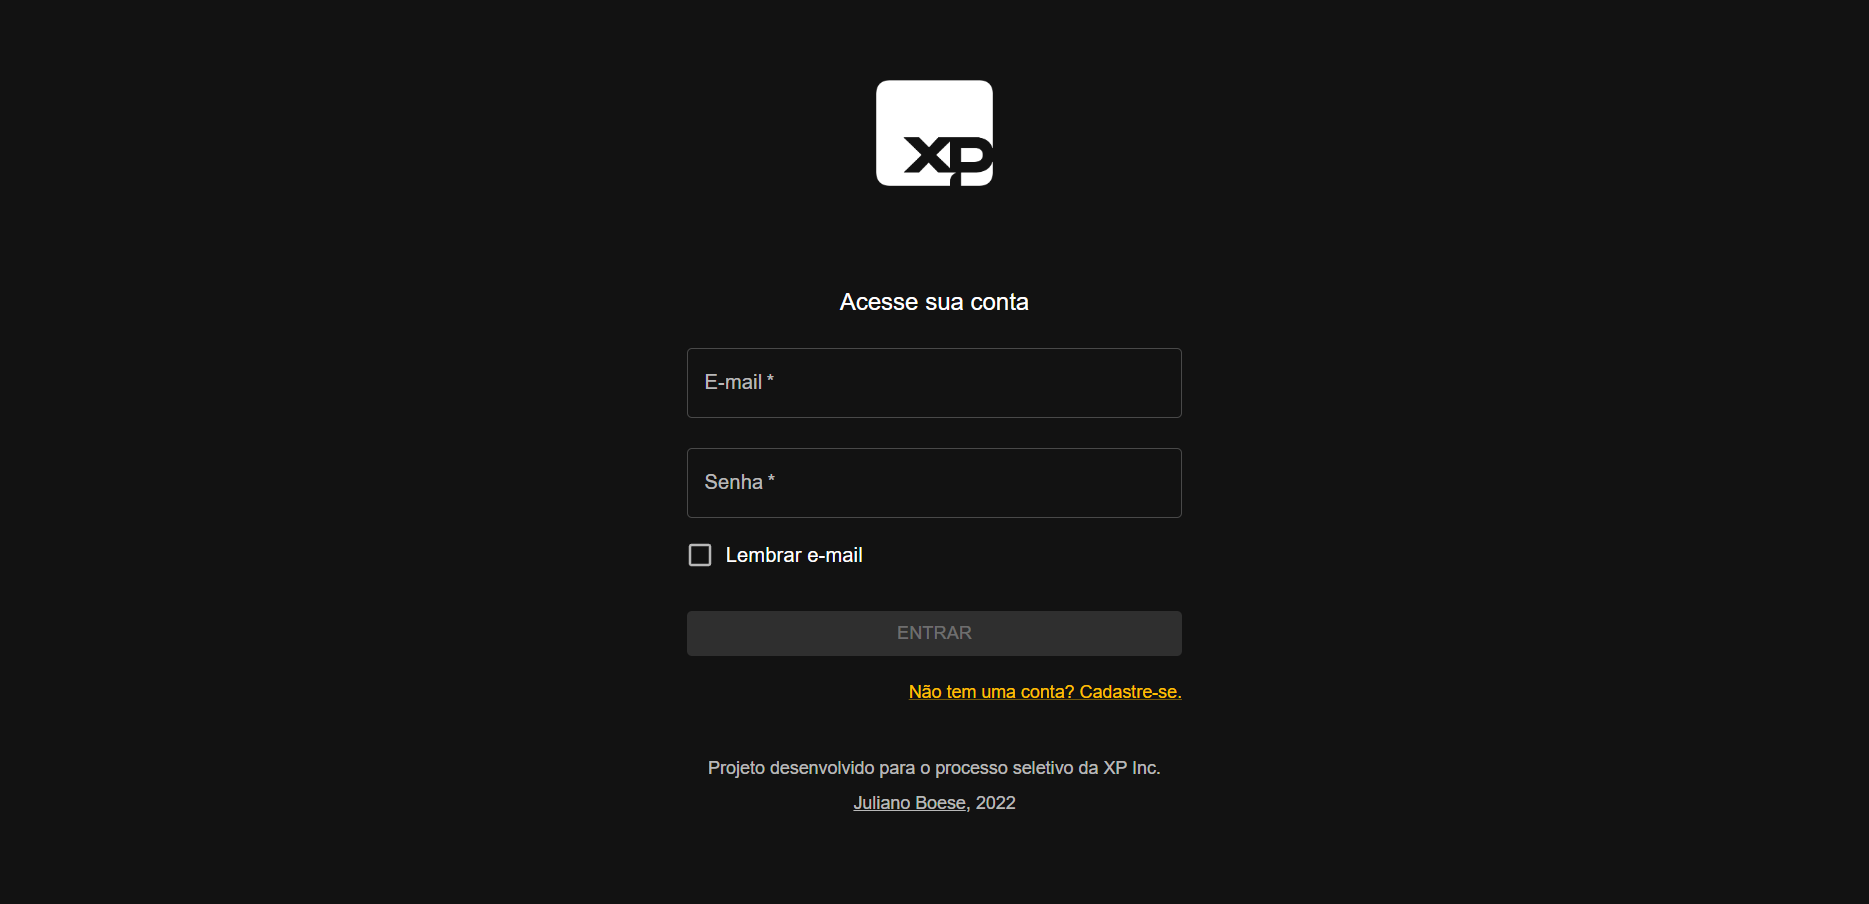 XP
Acesse sua conta
E-mail *
Senha *
Lembrar e-mail
ENTRAR
Não tem uma conta? Cadastre-se.
Projeto desenvolvido para o processo seletivo da XP Inc.
Juliano Boese, 2022